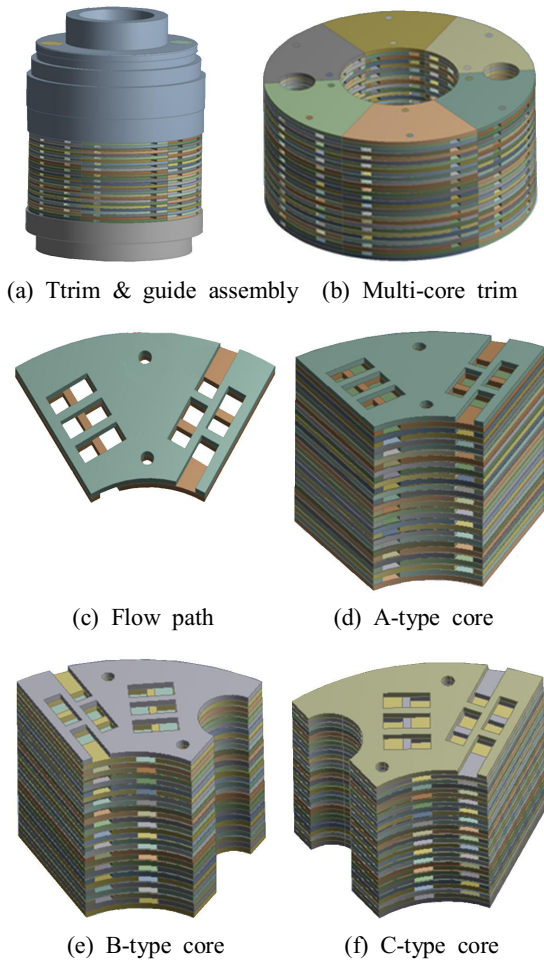 (a) Ttrim & guide assembly (b) Multi-core trim
(c) Flow path (d) A-type core
(e) B-type core (f) C-type core